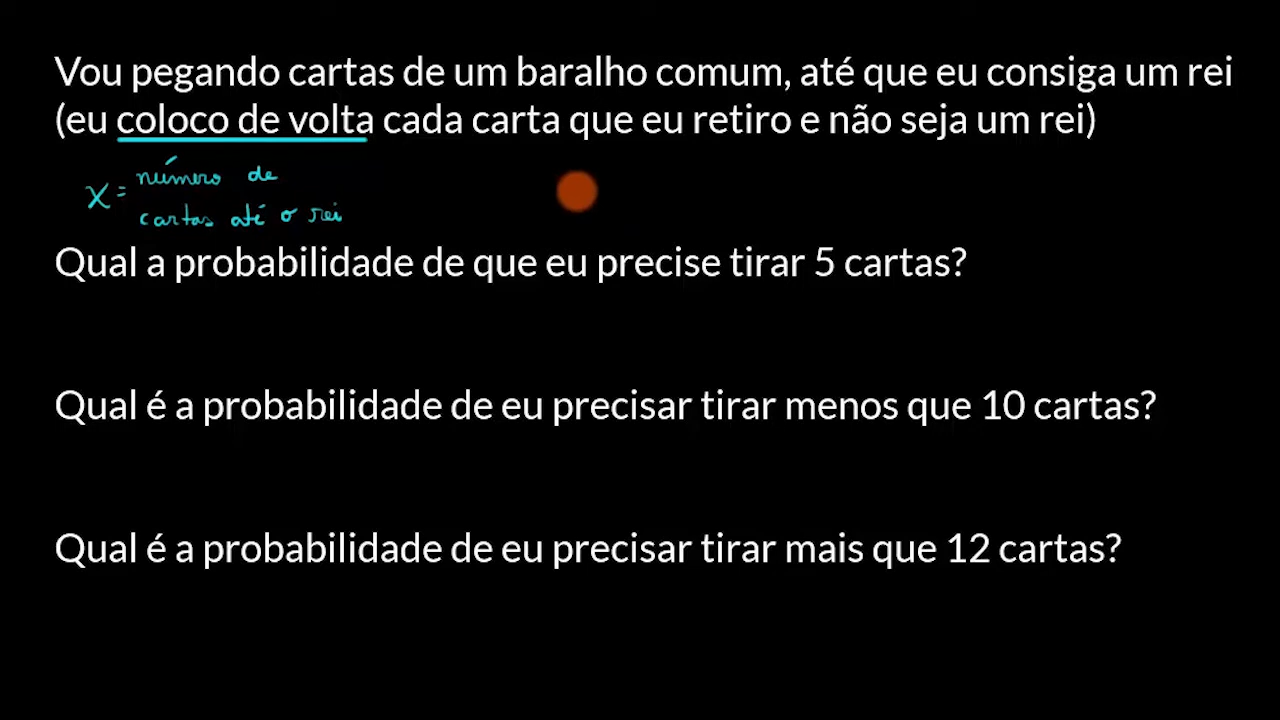 Vou pegando cartas de um baralho comum, até que eu consiga um rei
(eu coloco de volta cada carta que eu retiro e não seja um rei)
X = número de
cartas até o rei
Qual a probabilidade de que eu precise tirar 5 cartas?
Qual é a probabilidade de eu precisar tirar menos que 10 cartas?
Qual é a probabilidade de eu precisar tirar mais que 12 cartas?